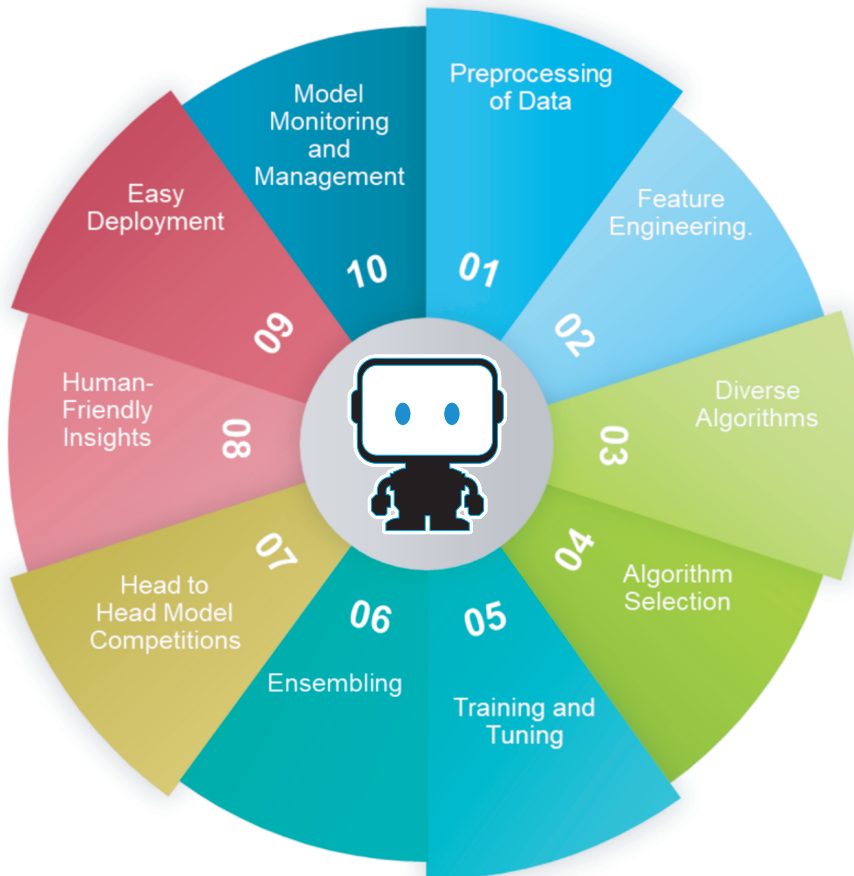 Preprocessing
of Data
01
Feature
Engineering.
02
Diverse
Algorithms
03
Algorithm
Selection
04
Training and
Tuning
05
Ensembling
06
Head to
Head Model
Competitions
07
Human-
Friendly
Insights
08
Easy
Deployment
09
Model
Monitoring
and
Management
10